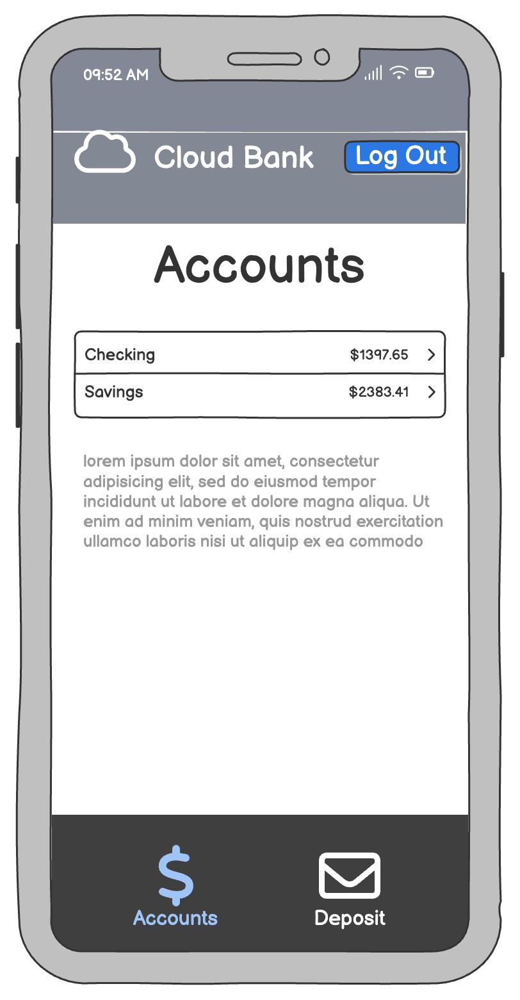 09:52 AM
Cloud Bank
Log Out
Accounts
Checking $1397.65
Savings $2383.41
lorem ipsum dolor sit amet, consectetur
adipisicing elit, sed do eiusmod tempor
incididunt ut labore et dolore magna aliqua. Ut
enim ad minim veniam, quis nostrud exercitation
ullamco laboris nisi ut aliquip ex ea commodo
$
Accounts
Deposit